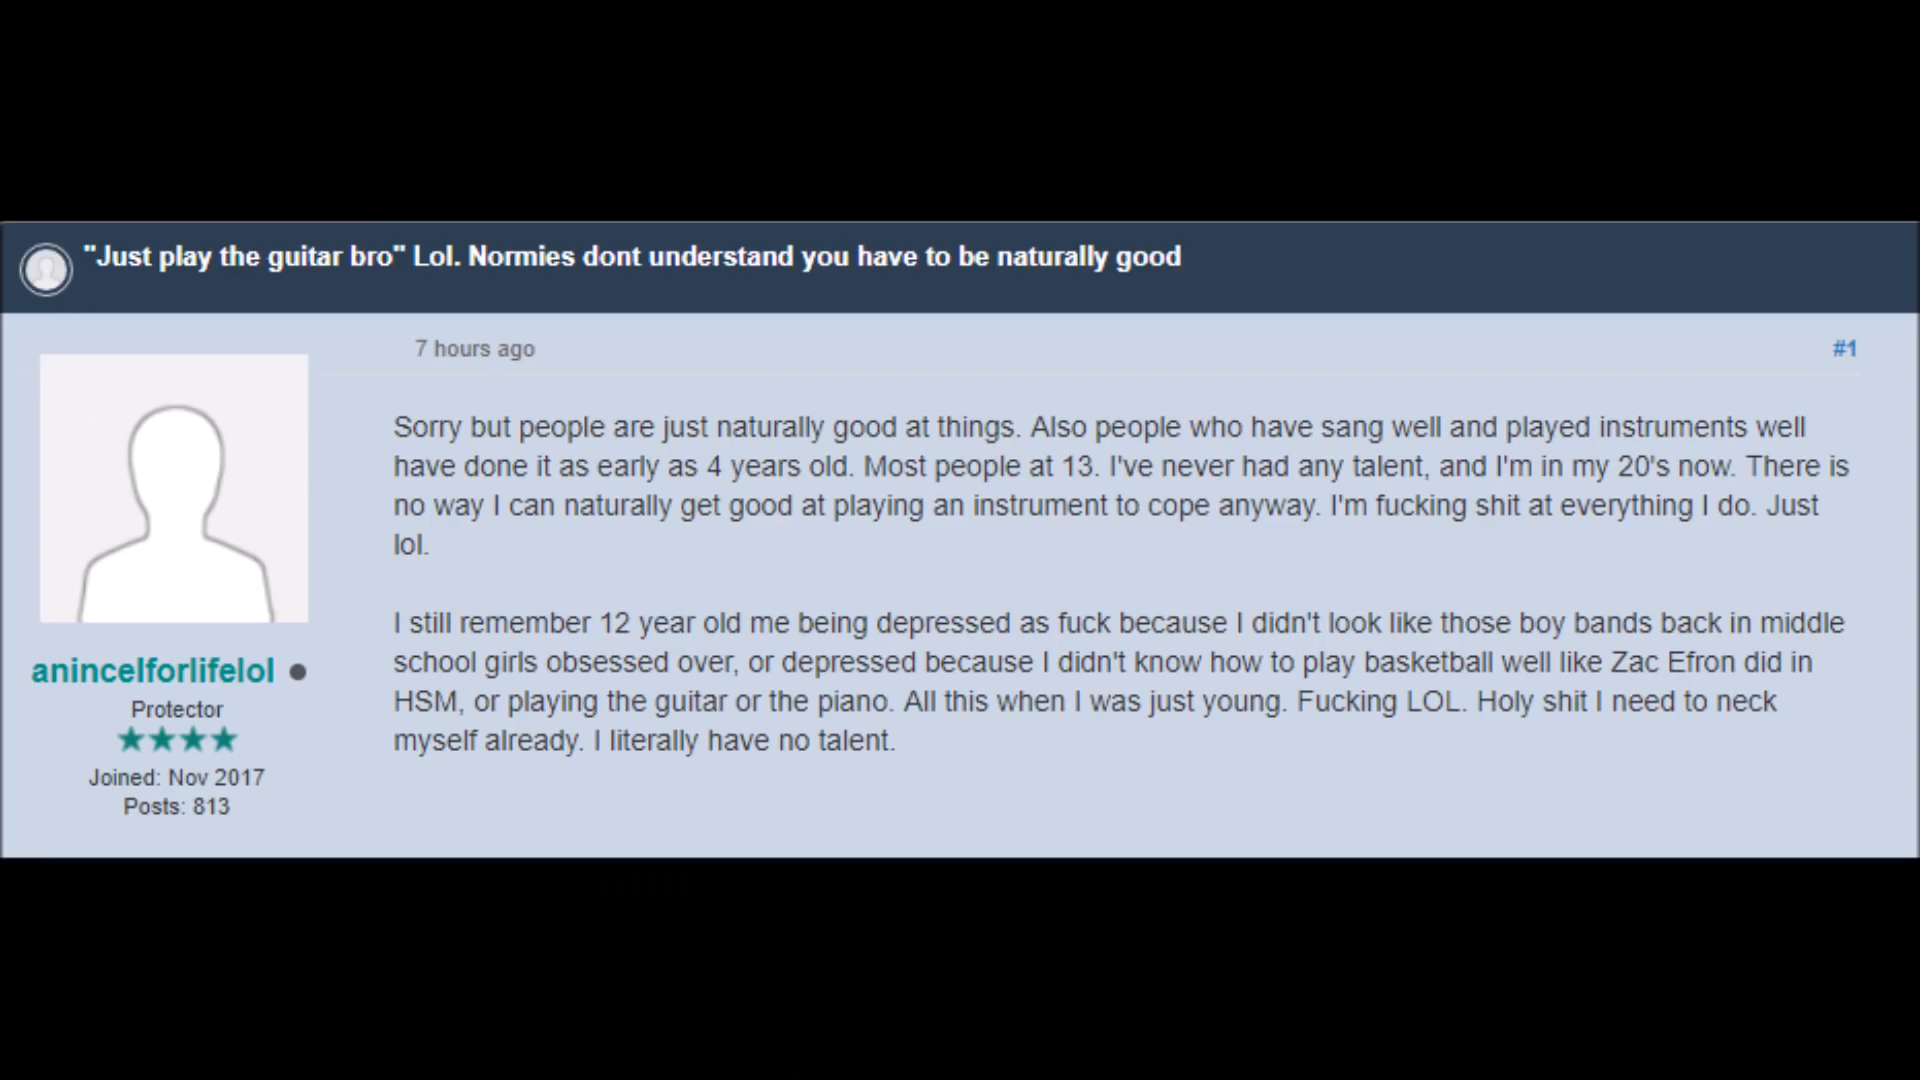 "Just play the guitar bro" Lol. Normies dont understand you have to be naturally good
7 hours ago
#1
Sorry but people are just naturally good at things. Also people who have sang well and played instruments well
have done it as early as 4 years old. Most people at 13. I've never had any talent, and I'm in my 20's now. There is
no way I can naturally get good at playing an instrument to cope anyway. I'm fucking shit at everything I do. Just
lol.
I still remember 12 year old me being depressed as fuck because I didn't look like those boy bands back in middle
school girls obsessed over, or depressed because I didn't know how to play basketball well like Zac Efron did in
HSM, or playing the guitar or the piano. All this when I was just young. Fucking LOL. Holy shit I need to neck
myself already. I literally have no talent.
anincelforlifelol
Protector
Joined: Nov 2017
Posts: 813